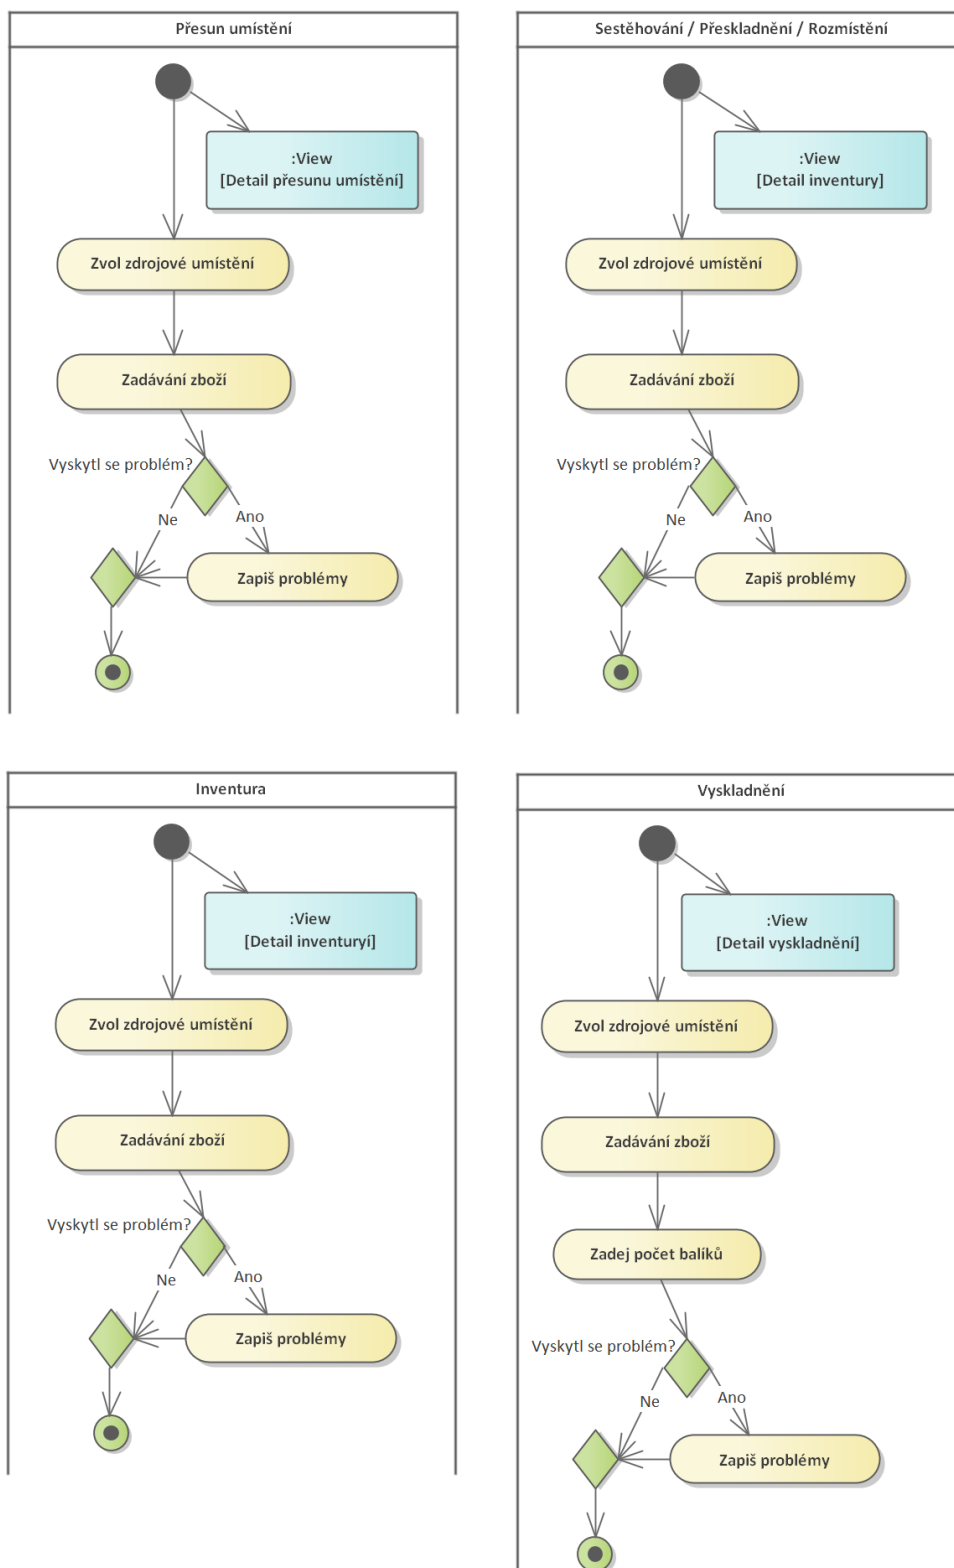 Přesun umístění
:View
[Detail přesunu umístění]
Zvol zdrojové umístění
Zadávání zboží
Vyskytl se problém?
Ne
Ano
Zapiš problémy
Sestěhování / Přeskladnění / Rozmístění
:View
[Detail inventury]
Zvol zdrojové umístění
Zadávání zboží
Vyskytl se problém?
Ne
Ano
Zapiš problémy
Inventura
:View
[Detail inventuryí]
Zvol zdrojové umístění
Zadávání zboží
Vyskytl se problém?
Ne
Ano
Zapiš problémy
Vyskladnění
:View
[Detail vyskladnění]
Zvol zdrojové umístění
Zadávání zboží
Zadej počet balíků
Vyskytl se problém?
Ne
Ano
Zapiš problémy